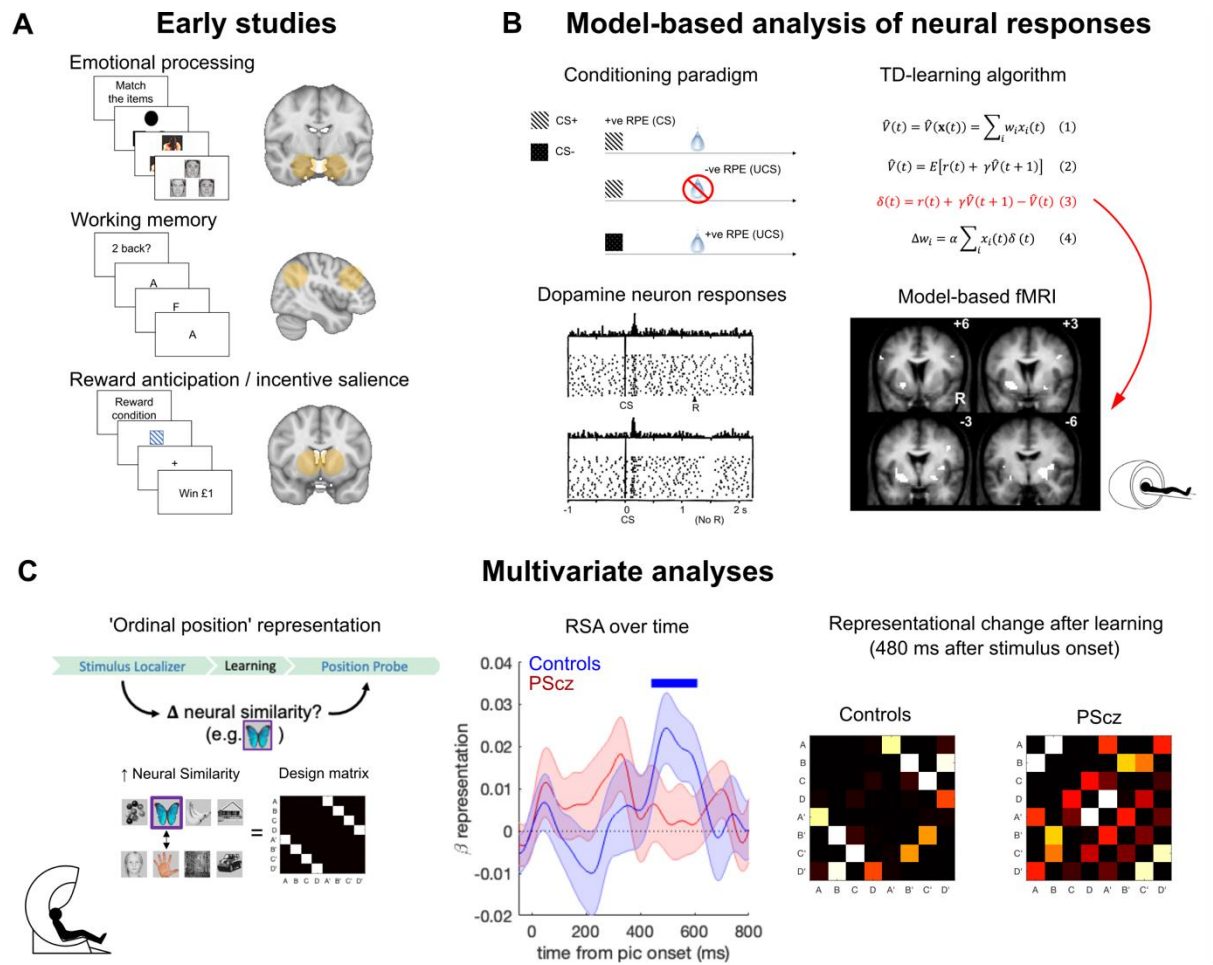 A
Early studies
Emotional processing
Match
the items
Working memory
2 back?
A
F
A
Reward anticipation / incentive salience
Reward
condition
+
Win £1
B
Model-based analysis of neural responses
Conditioning paradigm
CS+
CS-
+ve RPE (CS)
-ve RPE (UCS)
+ve RPE (UCS)
TD-learning algorithm
V̂(t) = V̂(x(t)) = ∑ᵢ wᵢxᵢ(t) (1)
V̂(t) = E[r(t) + γV̂(t + 1)] (2)
δ(t) = r(t) + γV̂(t + 1) − V̂(t) (3)
Δwᵢ = α ∑ᵢ xᵢ(t)δ (t) (4)
Dopamine neuron responses
CS R
-1 0 1 2 s
CS (No R)
Model-based fMRI
+6 +3
R
-3 -6
C
Multivariate analyses
'Ordinal position' representation
Stimulus Localizer Learning Position Probe
Δ neural similarity?
(e.g. )
↑ Neural Similarity
=
Design matrix
A
B
C
D
A'
B'
C'
D'
A B C D A' B' C' D'
RSA over time
Controls
PScz
β representation
0.04
0.03
0.02
0.01
0
-0.01
-0.02
0 200 400 600 800
time from pic onset (ms)
Representational change after learning
(480 ms after stimulus onset)
Controls
A
B
C
D
A'
B'
C'
D'
A B C D A' B' C' D'
PScz
A
B
C
D
A'
B'
C'
D'
A B C D A' B' C' D'